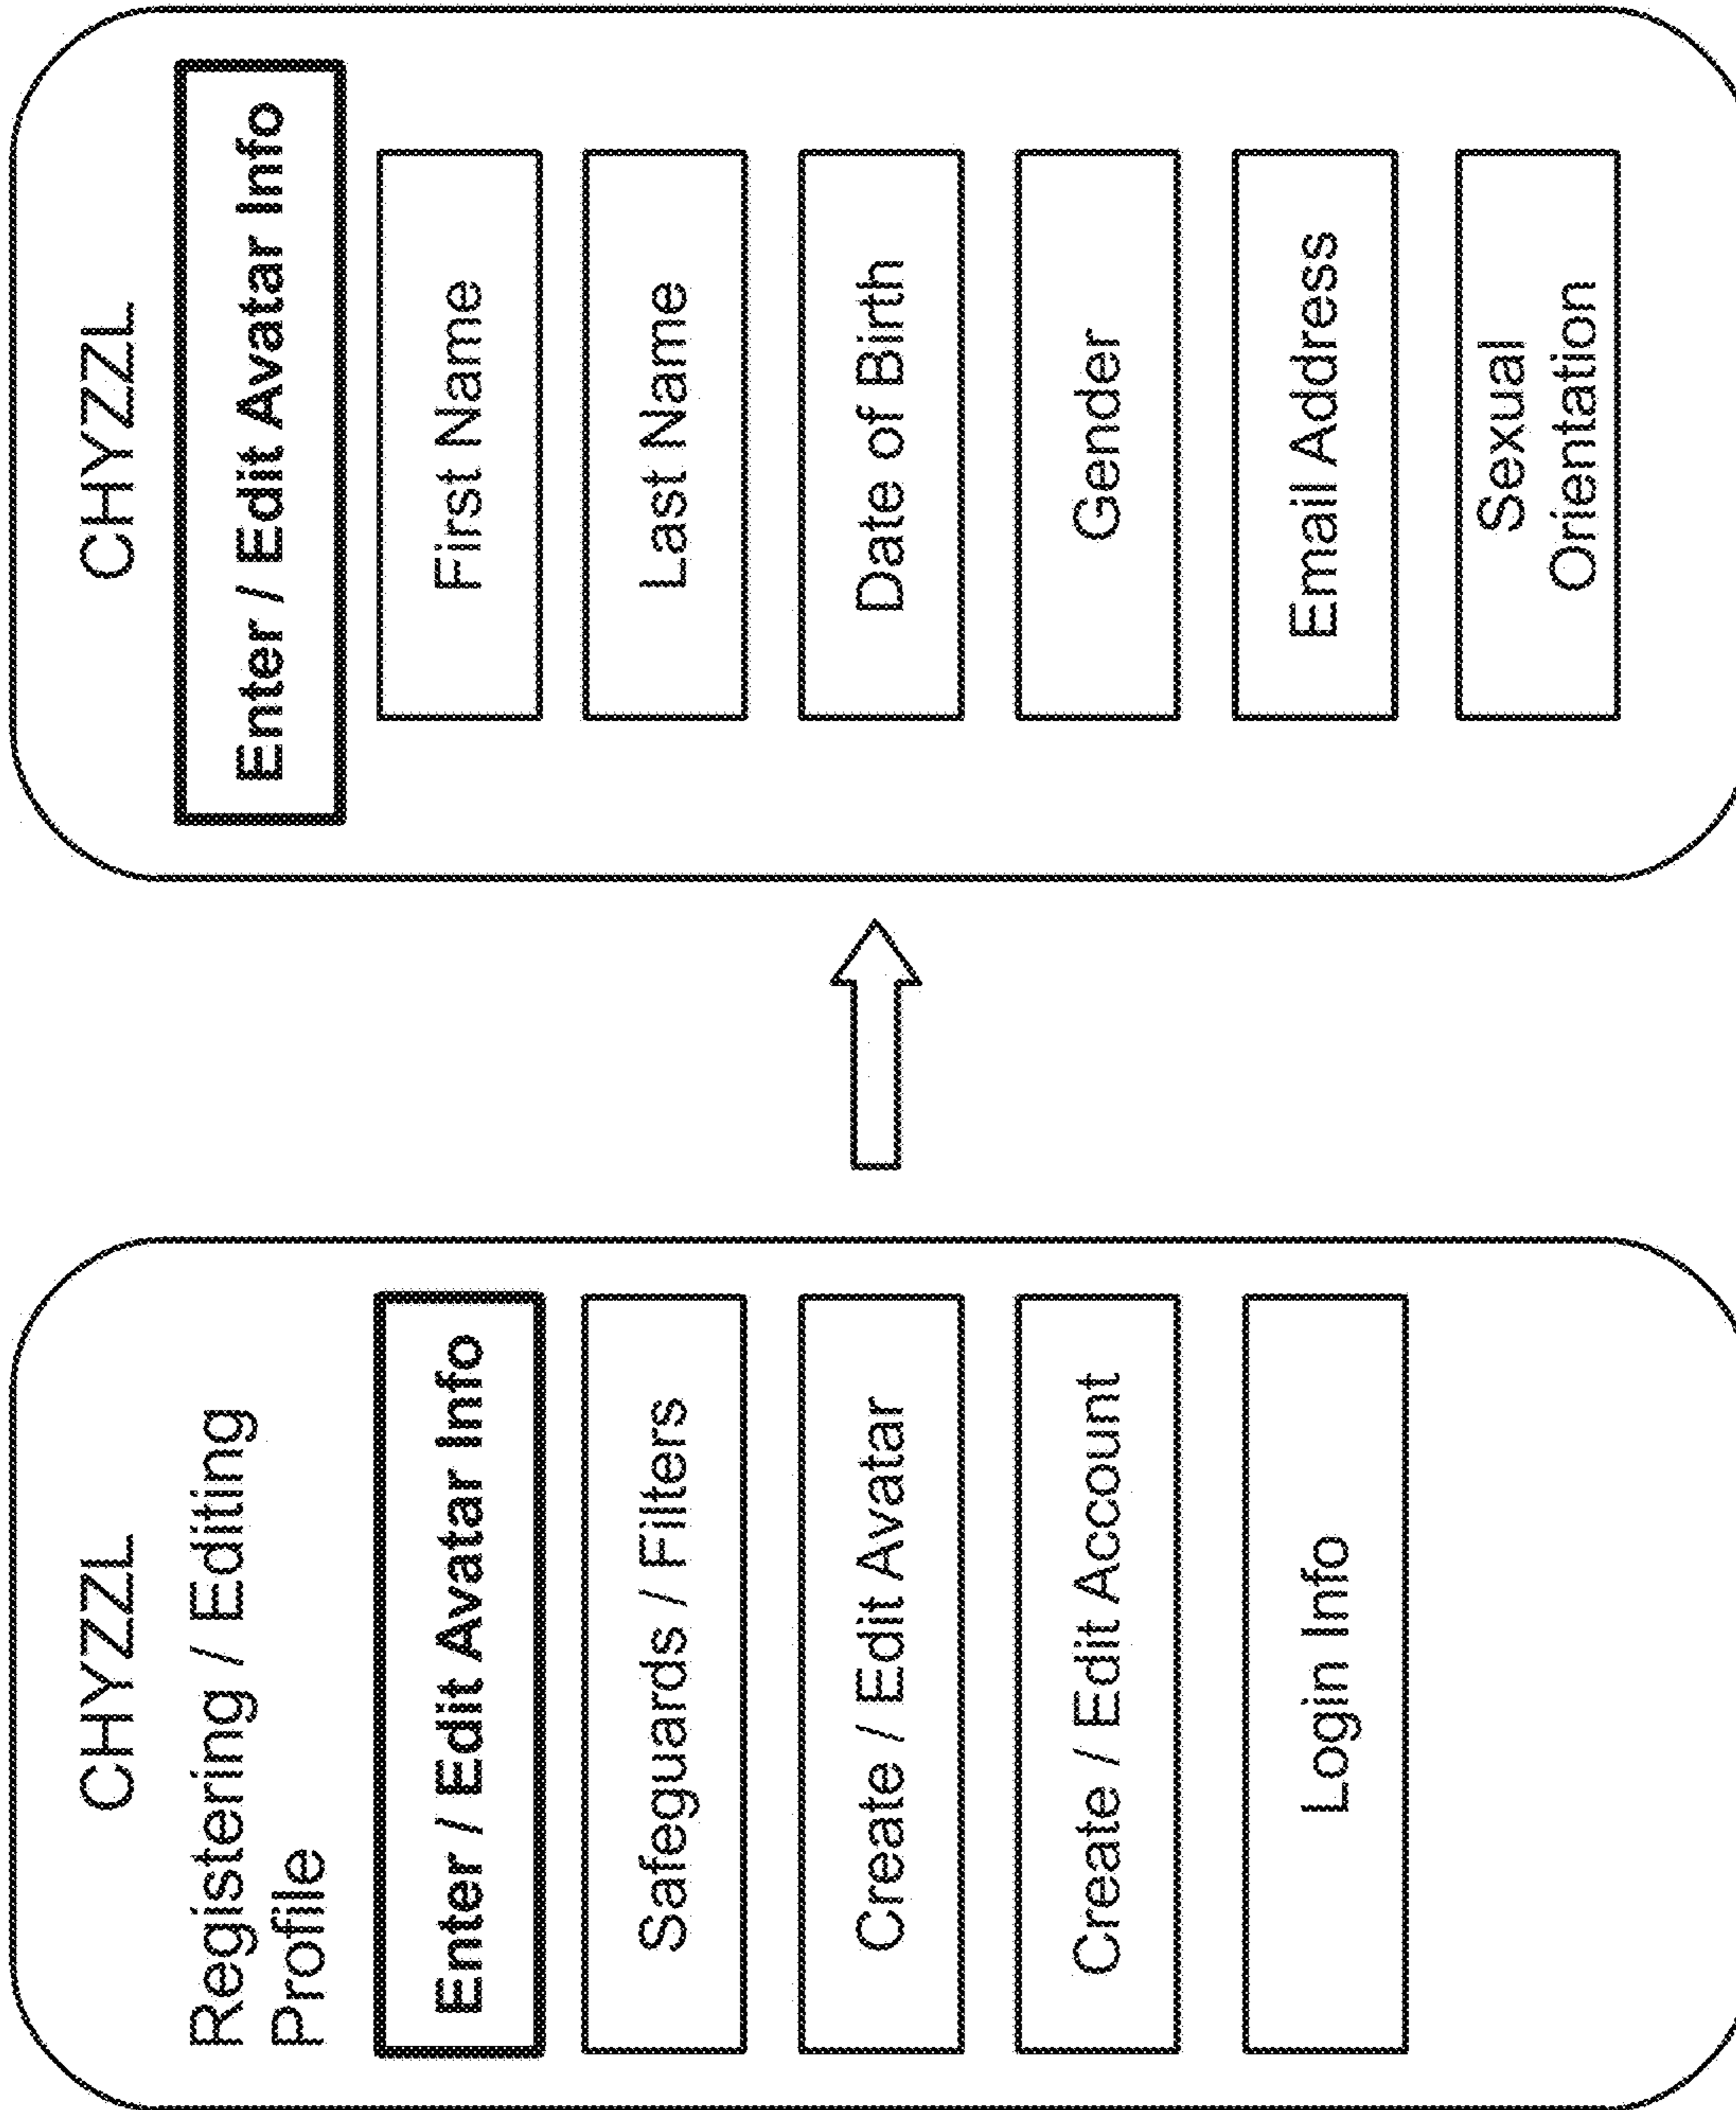 CHYZZL
Registering / Editing
Profile
Enter / Edit Avatar Info
Safeguards / Filters
Create / Edit Avatar
Create / Edit Account
Login Info
CHYZZL
Enter / Edit Avatar Info
First Name
Last Name
Date of Birth
Gender
Email Address
Sexual
Orientation